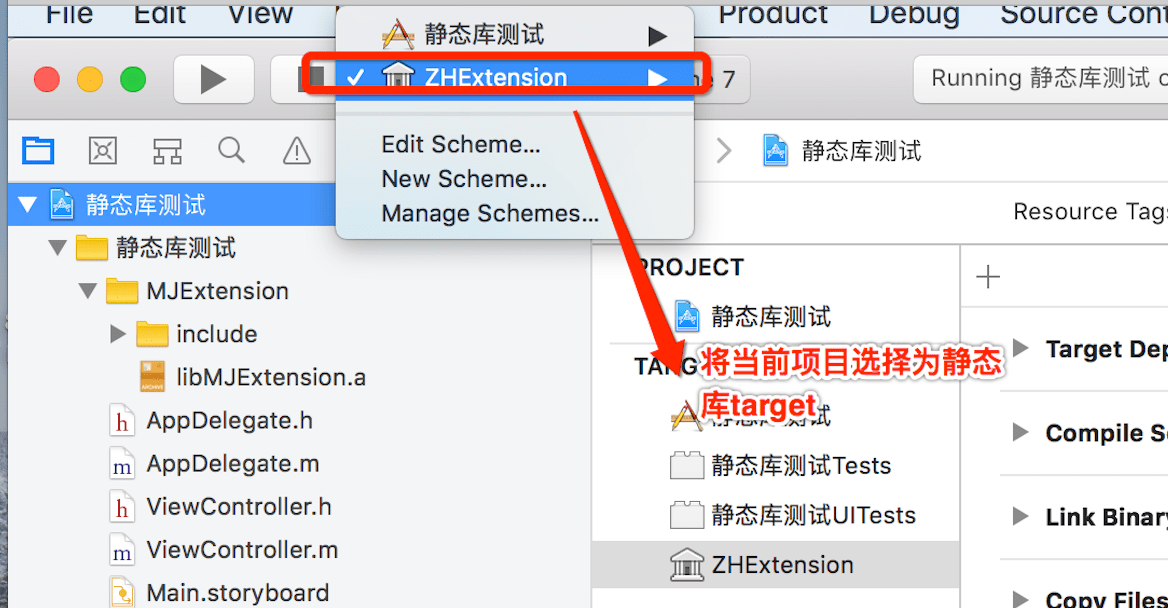 File Edit View Product Debug Source Cont
静态库测试
ZHExtension
ne 7
Running 静态库测试
Edit Scheme...
New Scheme...
Manage Schemes...
静态库测试
静态库测试
Resource Tags
静态库测试
PROJECT
MJExtension
静态库测试
include
TARG
将当前项目选择为静态
库target
Target Dep
libMJExtension.a
静态库测试
AppDelegate.h
Compile S
AppDelegate.m
静态库测试Tests
ViewController.h
静态库测试UITests
Link Binary
ViewController.m
ZHExtension
Main.storyboard
Copy Files